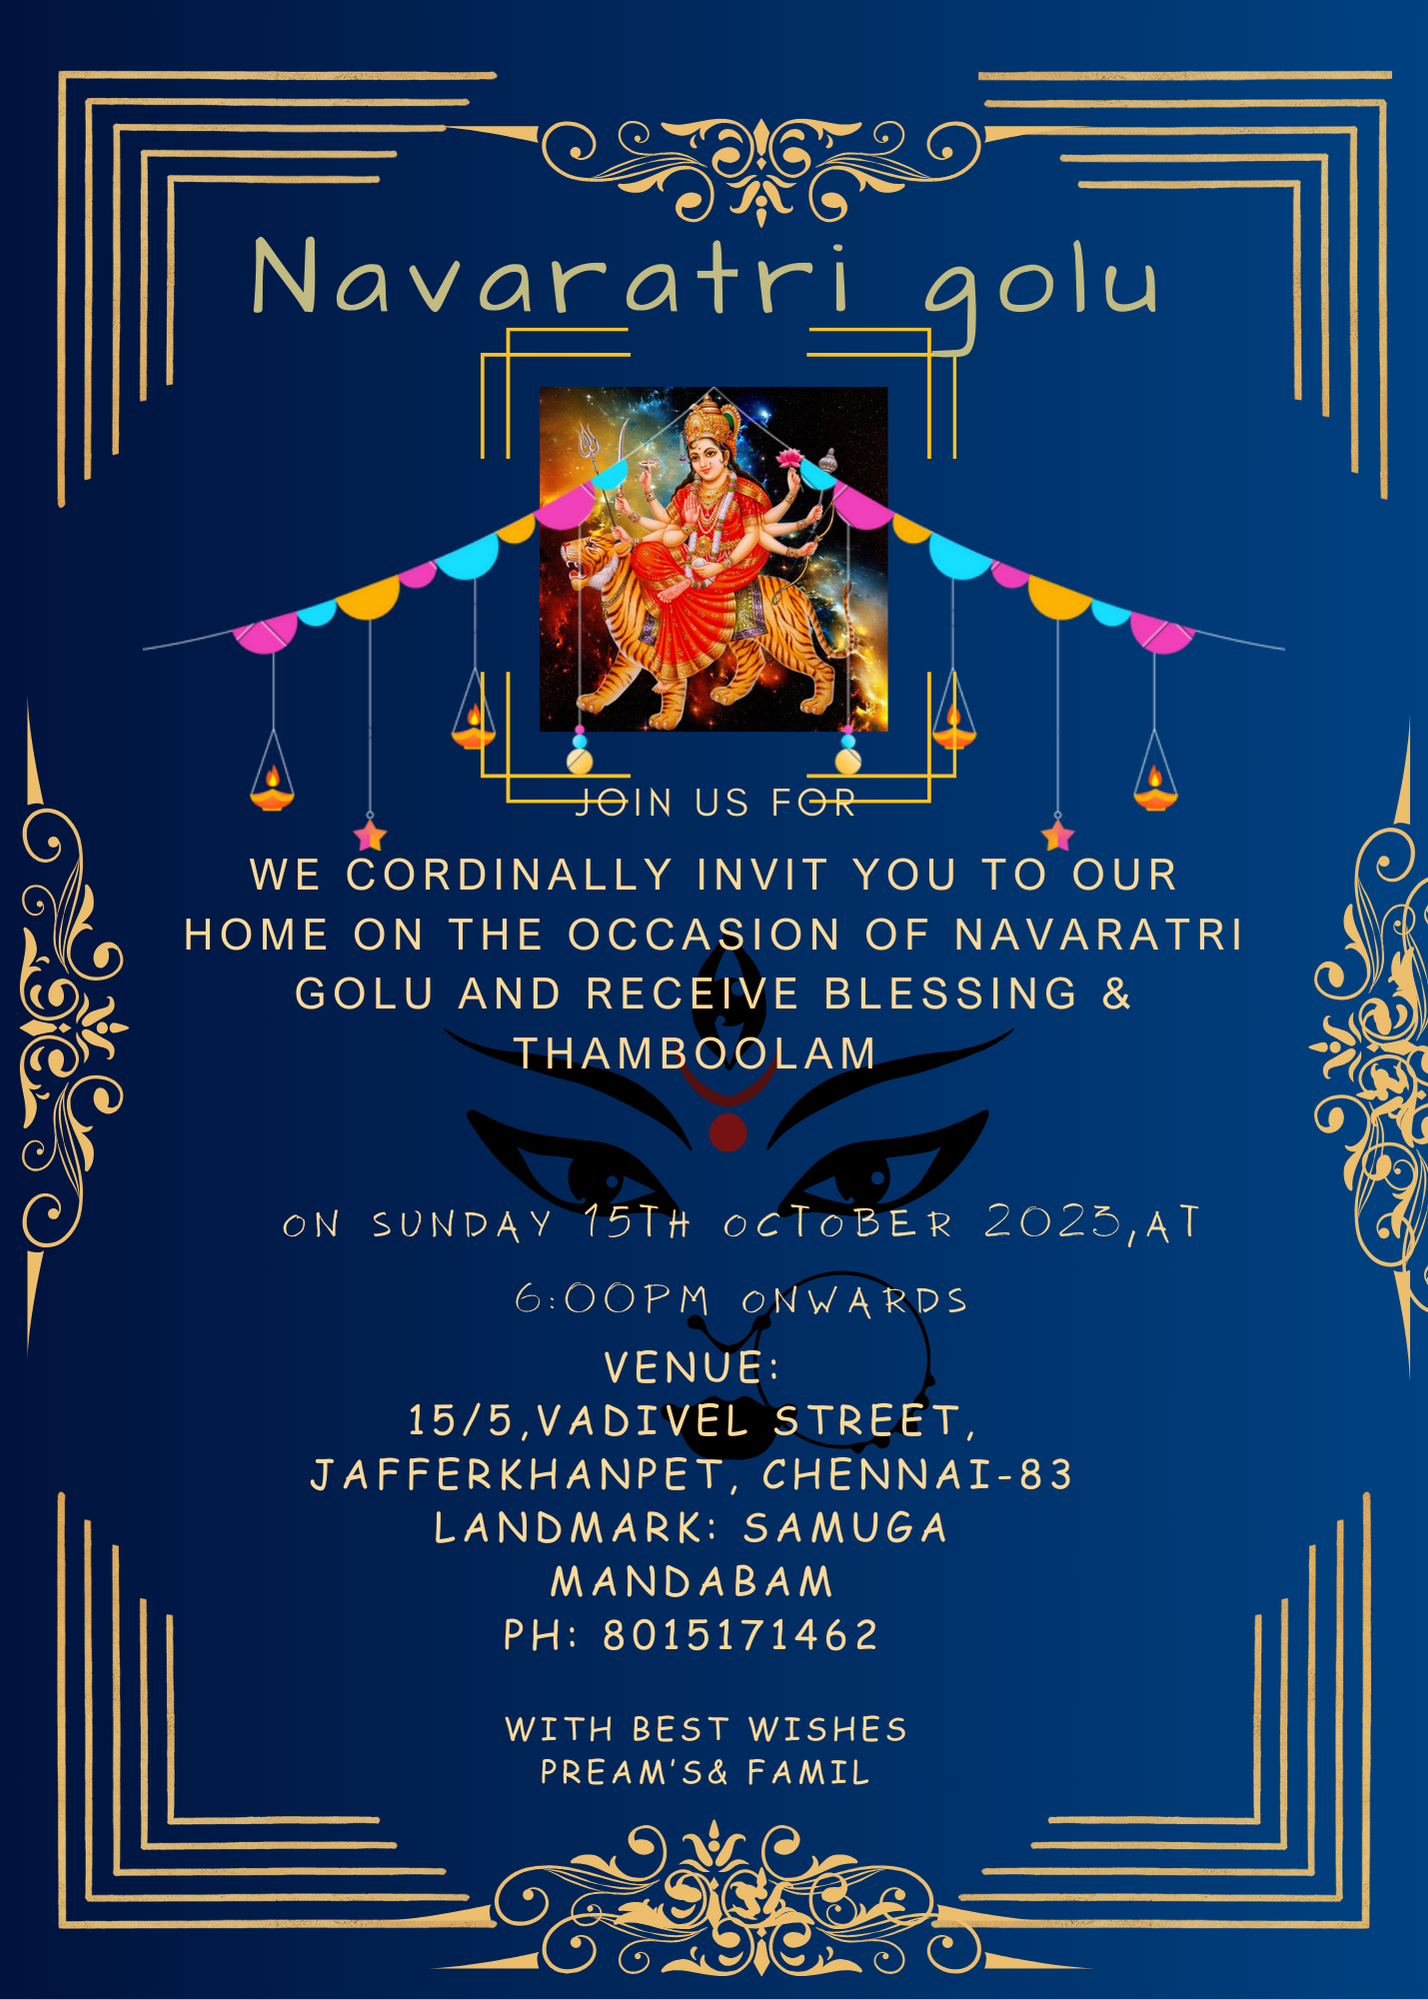 Navaratri golu
JOIN US FOR
WE CORDINALLY INVIT YOU TO OUR
HOME ON THE OCCASION OF NAVARATRI
GOLU AND RECEIVE BLESSING &
THAMBOOLAM
ON SUNDAY 15TH OCTOBER 2023,AT
6:00PM ONWARDS
VENUE:
15/5,VADIVEL STREET,
JAFFERKHANPET, CHENNAI-83
LANDMARK: SAMUGA
MANDABAM
PH: 8015171462
WITH BEST WISHES
PREAM'S& FAMIL